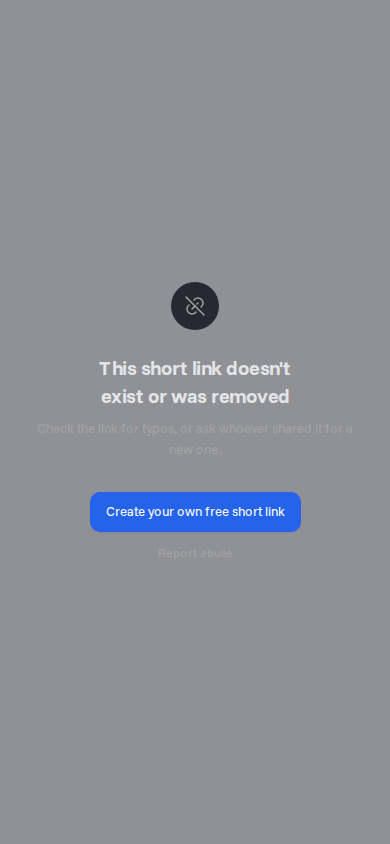 This short link doesn't
exist or was removed
Check the link for typos, or ask whoever shared it for a
new one.
Create your own free short link
Report abuse